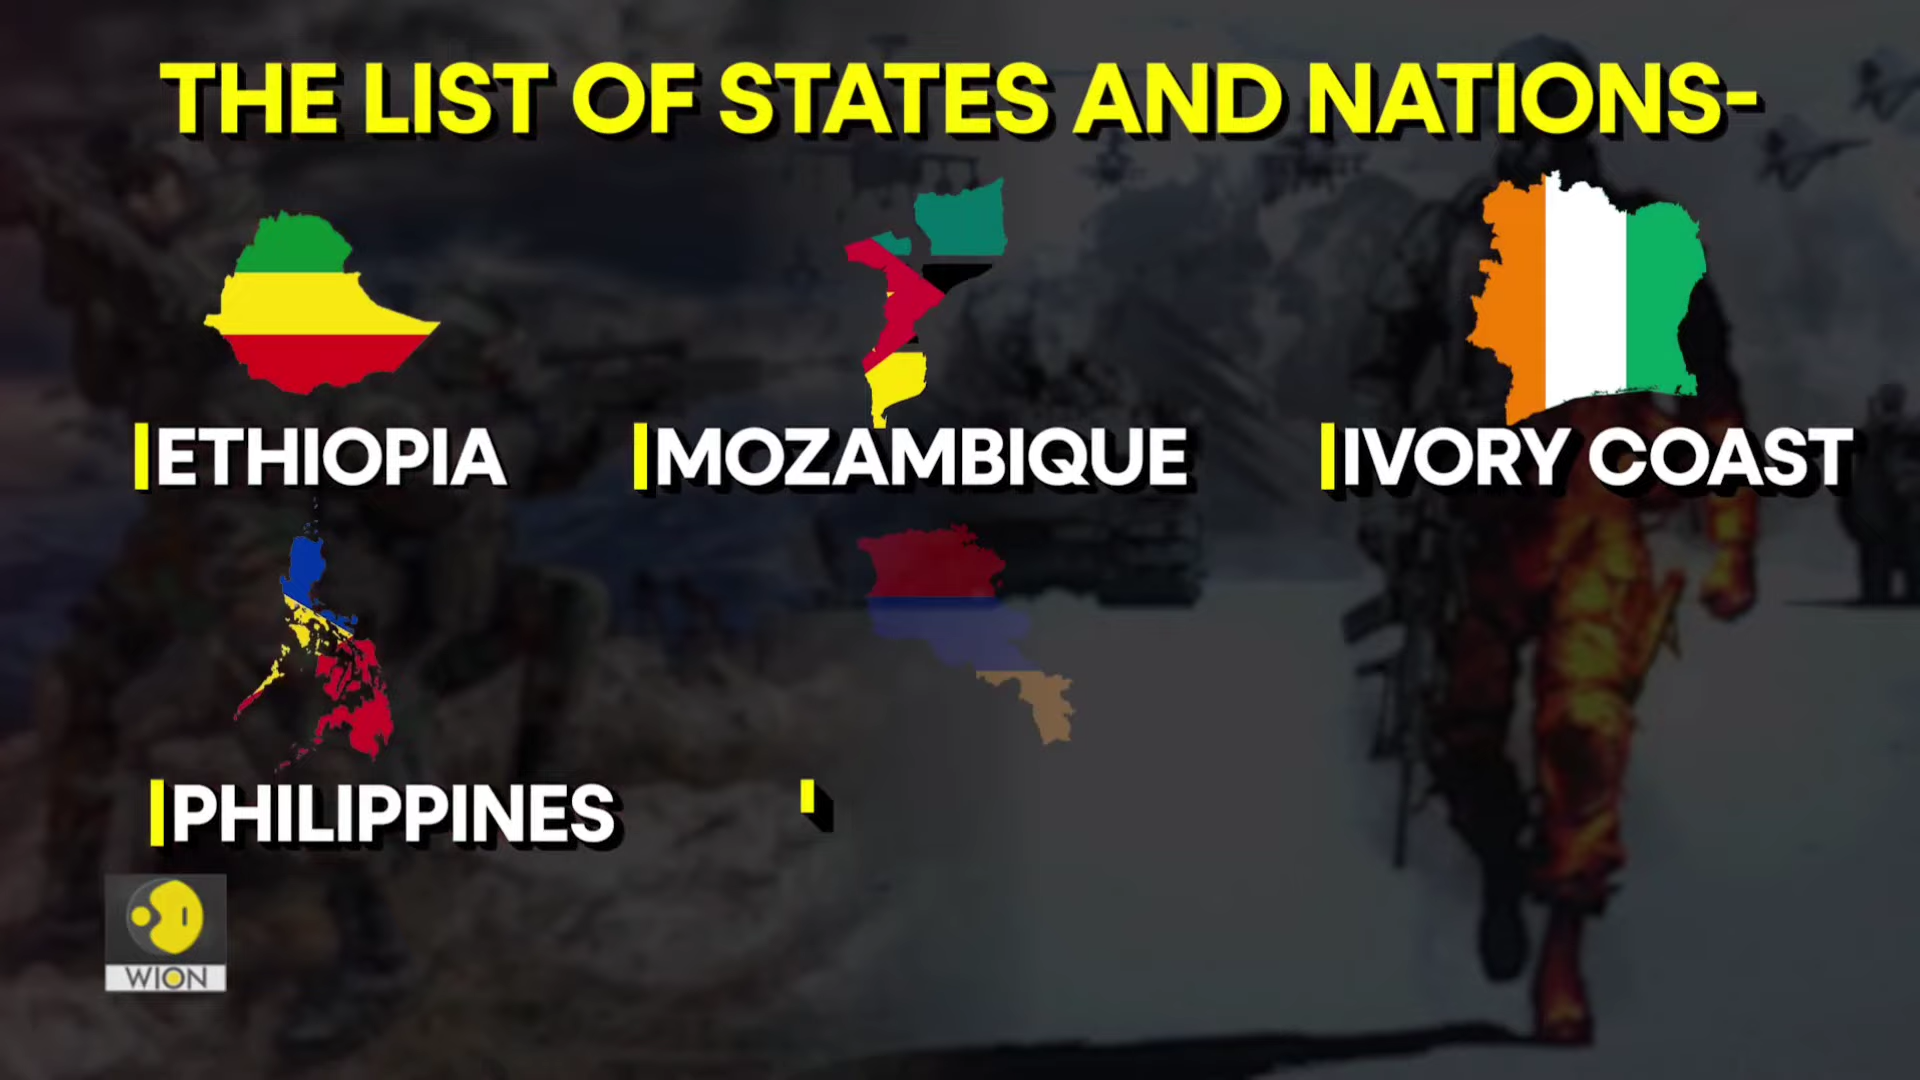 THE LIST OF STATES AND NATIONS-
ETHIOPIA
MOZAMBIQUE
IVORY COAST
PHILIPPINES
WION